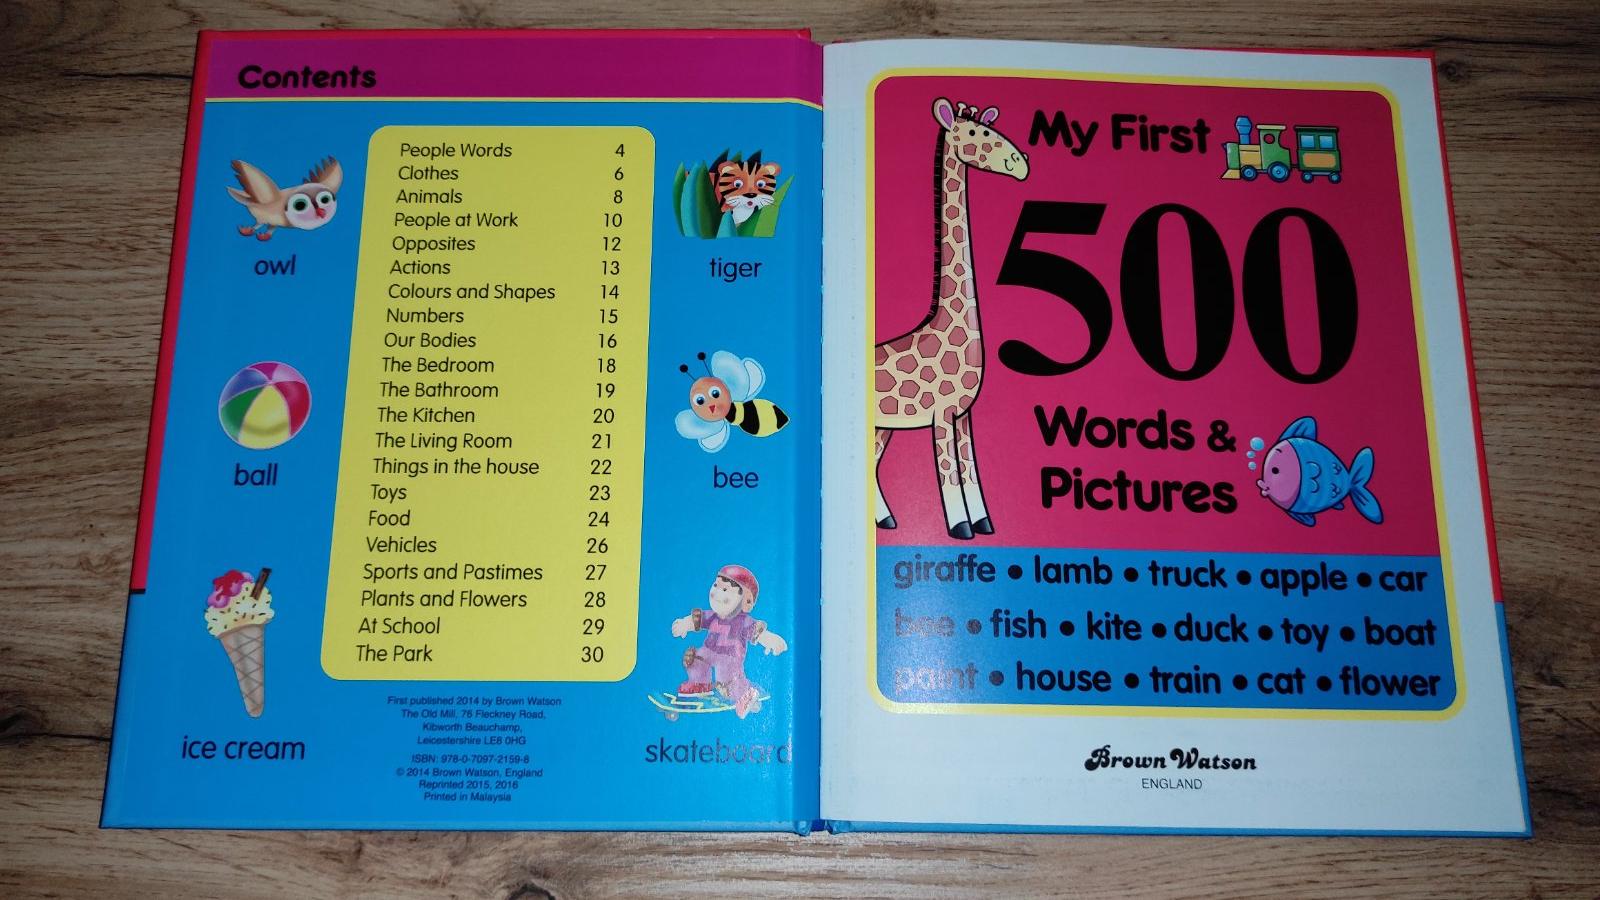 Contents
People Words 4
Clothes 6
Animals 8
People at Work 10
Opposites 12
Actions 13
Colours and Shapes 14
Numbers 15
Our Bodies 16
The Bedroom 18
The Bathroom 19
The Kitchen 20
The Living Room 21
Things in the house 22
Toys 23
Food 24
Vehicles 26
Sports and Pastimes 27
Plants and Flowers 28
At School 29
The Park 30
owl
ball
ice cream
tiger
bee
skateboard
First published 2014 by Brown Watson
The Old Mill, 76 Fleckney Road,
Kibworth Beauchamp,
Leicestershire LE8 0HG
ISBN: 978-0-7097-2159-8
© 2014 Brown Watson, England
Reprinted 2015, 2016
Printed in Malaysia
My First
500
Words &
Pictures
giraffe • lamb • truck • apple • car
bee • fish • kite • duck • toy • boat
paint • house • train • cat • flower
Brown Watson
ENGLAND